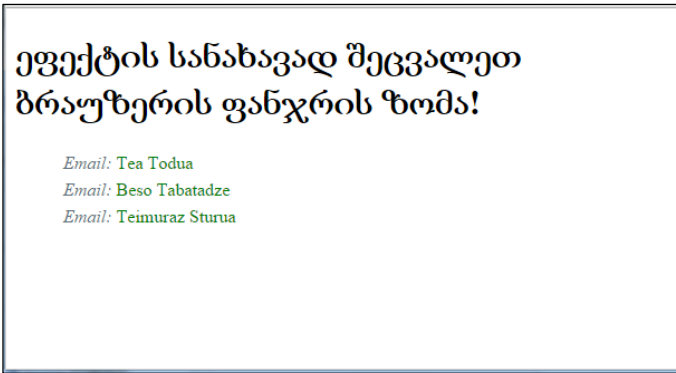 ეფექტის სანახავად შეცვალეთ
ბრაუზერის ფანჯრის ზომა!
Email: Tea Todua
Email: Beso Tabatadze
Email: Teimuraz Sturua